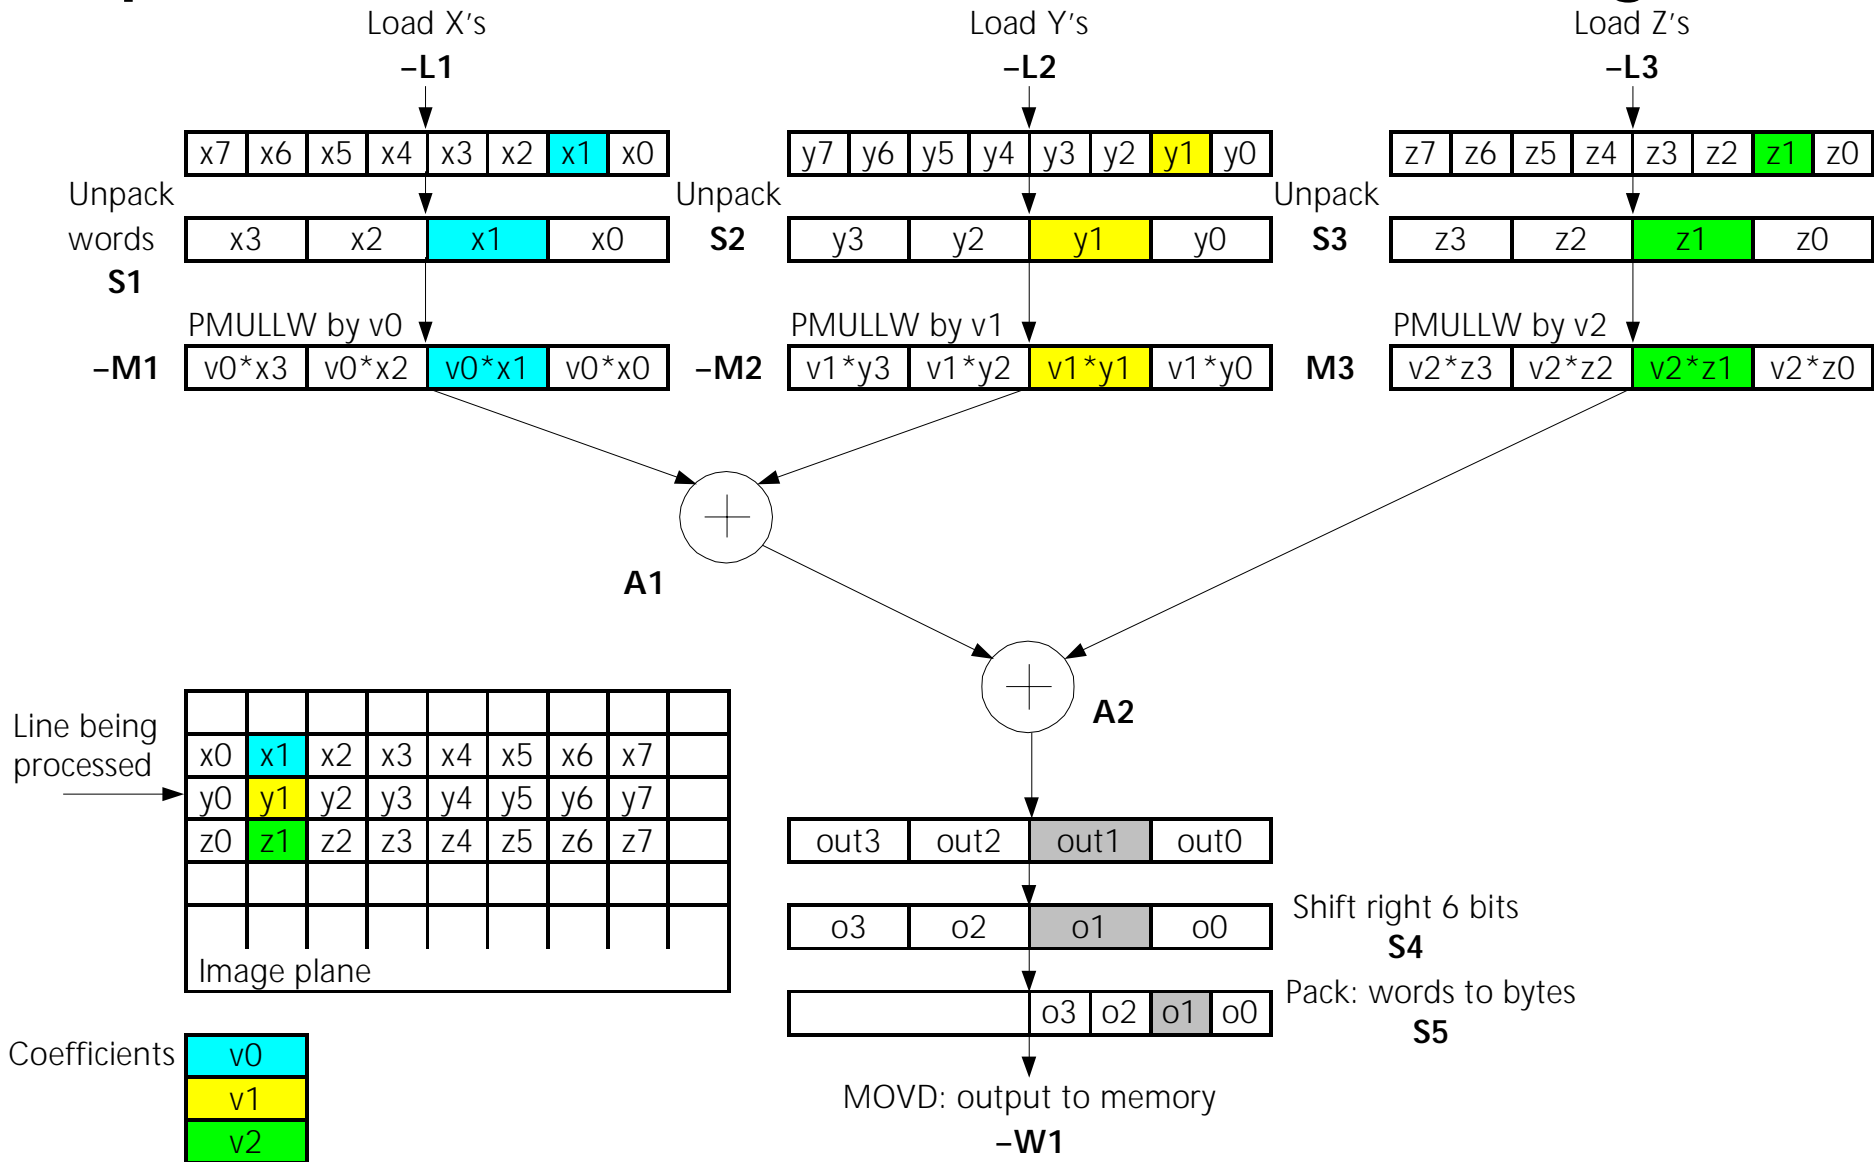 Load X's Load Y's Load Z's
–L1 –L2 –L3
x7 x6 x5 x4 x3 x2 x1 x0 y7 y6 y5 y4 y3 y2 y1 y0 z7 z6 z5 z4 z3 z2 z1 z0
Unpack Unpack Unpack
words x3 x2 x1 x0 S2 y3 y2 y1 y0 S3 z3 z2 z1 z0
S1
PMULLW by v0 PMULLW by v1 PMULLW by v2
–M1 v0*x3 v0*x2 v0*x1 v0*x0 –M2 v1*y3 v1*y2 v1*y1 v1*y0 M3 v2*z3 v2*z2 v2*z1 v2*z0
A1
A2
Line being
processed
x0 x1 x2 x3 x4 x5 x6 x7
y0 y1 y2 y3 y4 y5 y6 y7
z0 z1 z2 z3 z4 z5 z6 z7
Image plane
out3 out2 out1 out0
Shift right 6 bits
o3 o2 o1 o0
S4
Pack: words to bytes
o3 o2 o1 o0
S5
MOVD: output to memory
–W1
Coefficients v0
v1
v2